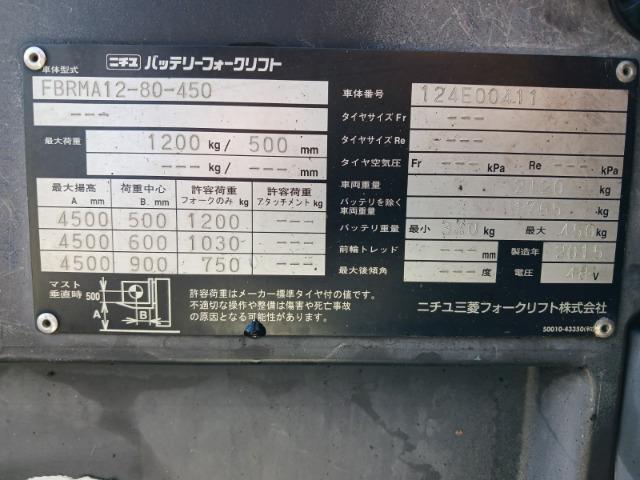 ニチユ バッテリーフォークリフト
車体型式
FBRMA12-80-450
---
最大荷重 1200 kg/ 500 mm
--- kg/ --- mm
最大揚高 A mm 荷重中心 B. mm 許容荷重 フォークのみ kg 許容荷重 アタッチメント kg
4500 500 1200 ---
4500 600 1030 ---
4500 900 750 ---
マスト垂直時 500 A B
許容荷重はメーカー標準タイヤ付の値です。
不適切な操作や整備は傷害や死亡事故
の原因となる可能性があります。
車体番号 124E00411
タイヤサイズ Fr ---
タイヤサイズ Re ----
タイヤ空気圧 Fr --- kPa Re --- kPa
車両重量 kg
バッテリを除く車両重量 kg
バッテリ重量 最小 kg 最大 kg
前輪トレッド --- mm 製造年 2015
最大後傾角 --- 度 電圧 48 V
ニチユ三菱フォークリフト株式会社